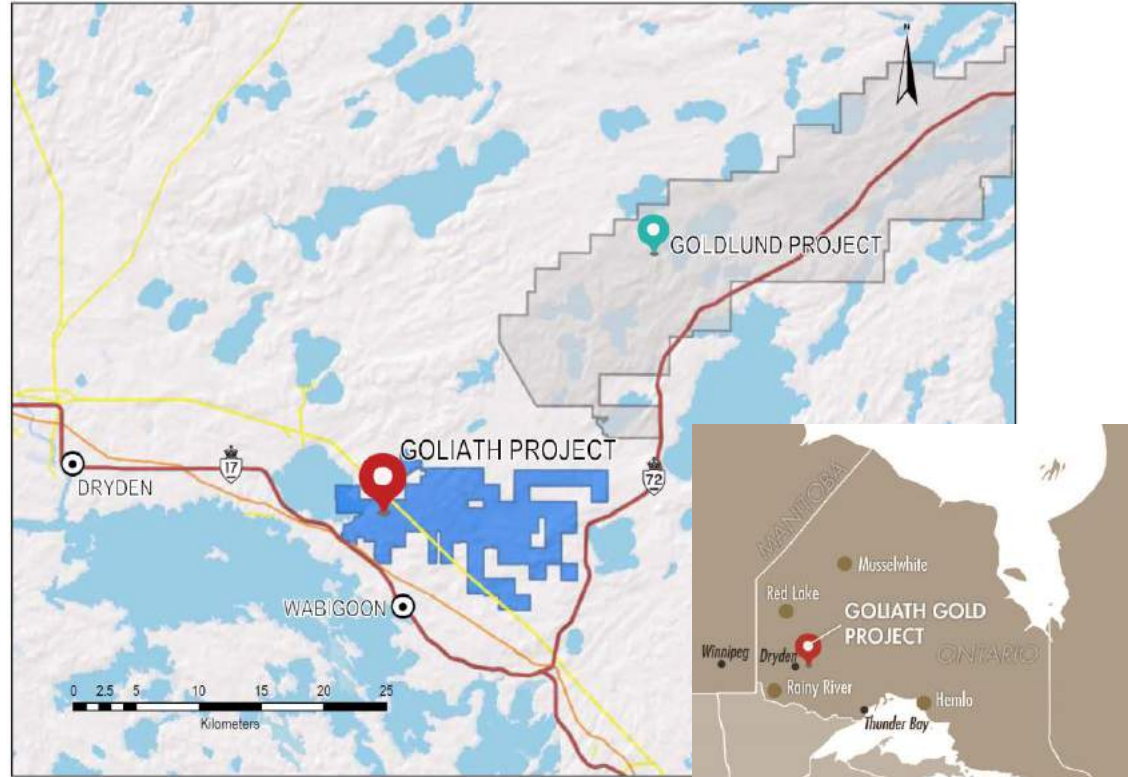 N
GOLDLUND PROJECT
GOLIATH PROJECT
17
72
DRYDEN
WABIGOON
0 2.5 5 10 15 20 25
Kilometers
MANITOBA
Musselwhite
Red Lake
GOLIATH GOLD
PROJECT
ONTARIO
Winnipeg
Dryden
Rainy River
Hemlo
Thunder Bay